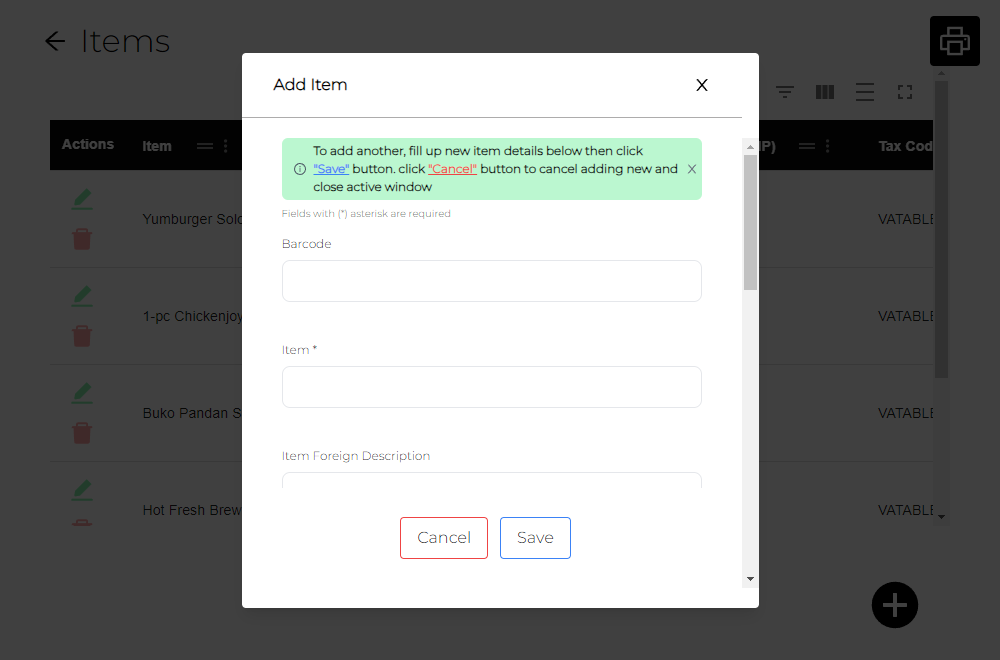 Items
Add Item
X
Actions
Item
IP)
Tax Cod
To add another, fill up new item details below then click
"Save" button. click "Cancel" button to cancel adding new and
close active window
Fields with (*) asterisk are required
Barcode
Yumburger Solo
VATABLE
Item *
1-pc Chickenjoy
VATABLE
Buko Pandan S
VATABLE
Item Foreign Description
Hot Fresh Brew
VATABLE
Cancel
Save